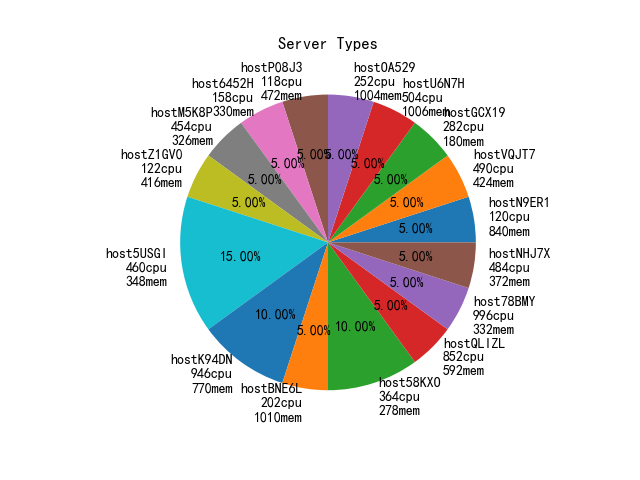 Server Types
hostN9ER1
120cpu
840mem
5.00%
hostVQJT7
490cpu
424mem
5.00%
hostGCX19
282cpu
180mem
5.00%
hostU6N7H
504cpu
1006mem
5.00%
hostOA529
252cpu
1004mem
5.00%
hostP08J3
118cpu
472mem
5.00%
host6452H
158cpu
330mem
5.00%
hostM5K8P
454cpu
326mem
5.00%
hostZ1GVO
122cpu
416mem
5.00%
host5USGI
460cpu
348mem
15.00%
hostK94DN
946cpu
770mem
10.00%
hostBNE6L
202cpu
1010mem
5.00%
host58KXO
364cpu
278mem
10.00%
hostQLIZL
852cpu
592mem
5.00%
host78BMY
996cpu
332mem
5.00%
hostNHJ7X
484cpu
372mem
5.00%